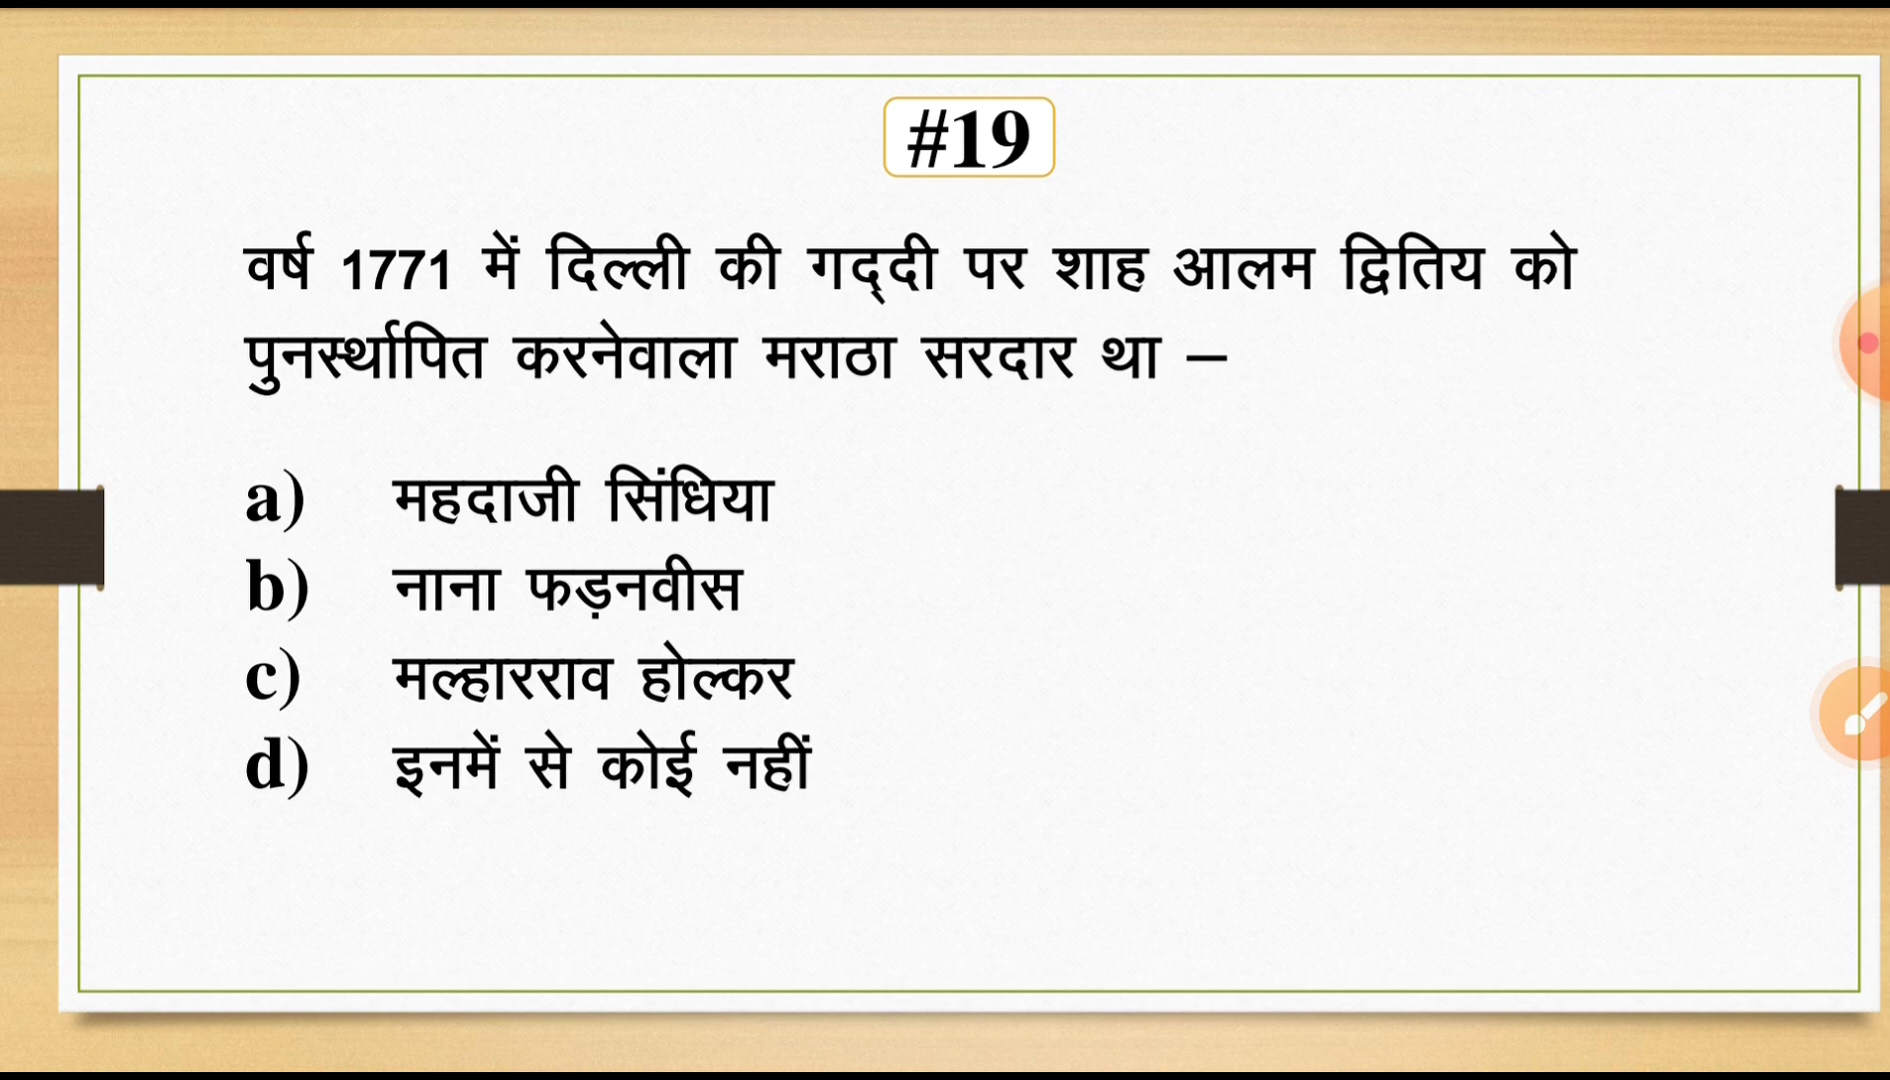 #19
वर्ष 1771 में दिल्ली की गद्दी पर शाह आलम द्वितिय को
पुनर्स्थापित करनेवाला मराठा सरदार था –
a) महदाजी सिंधिया
b) नाना फड़नवीस
c) मल्हारराव होल्कर
d) इनमें से कोई नहीं